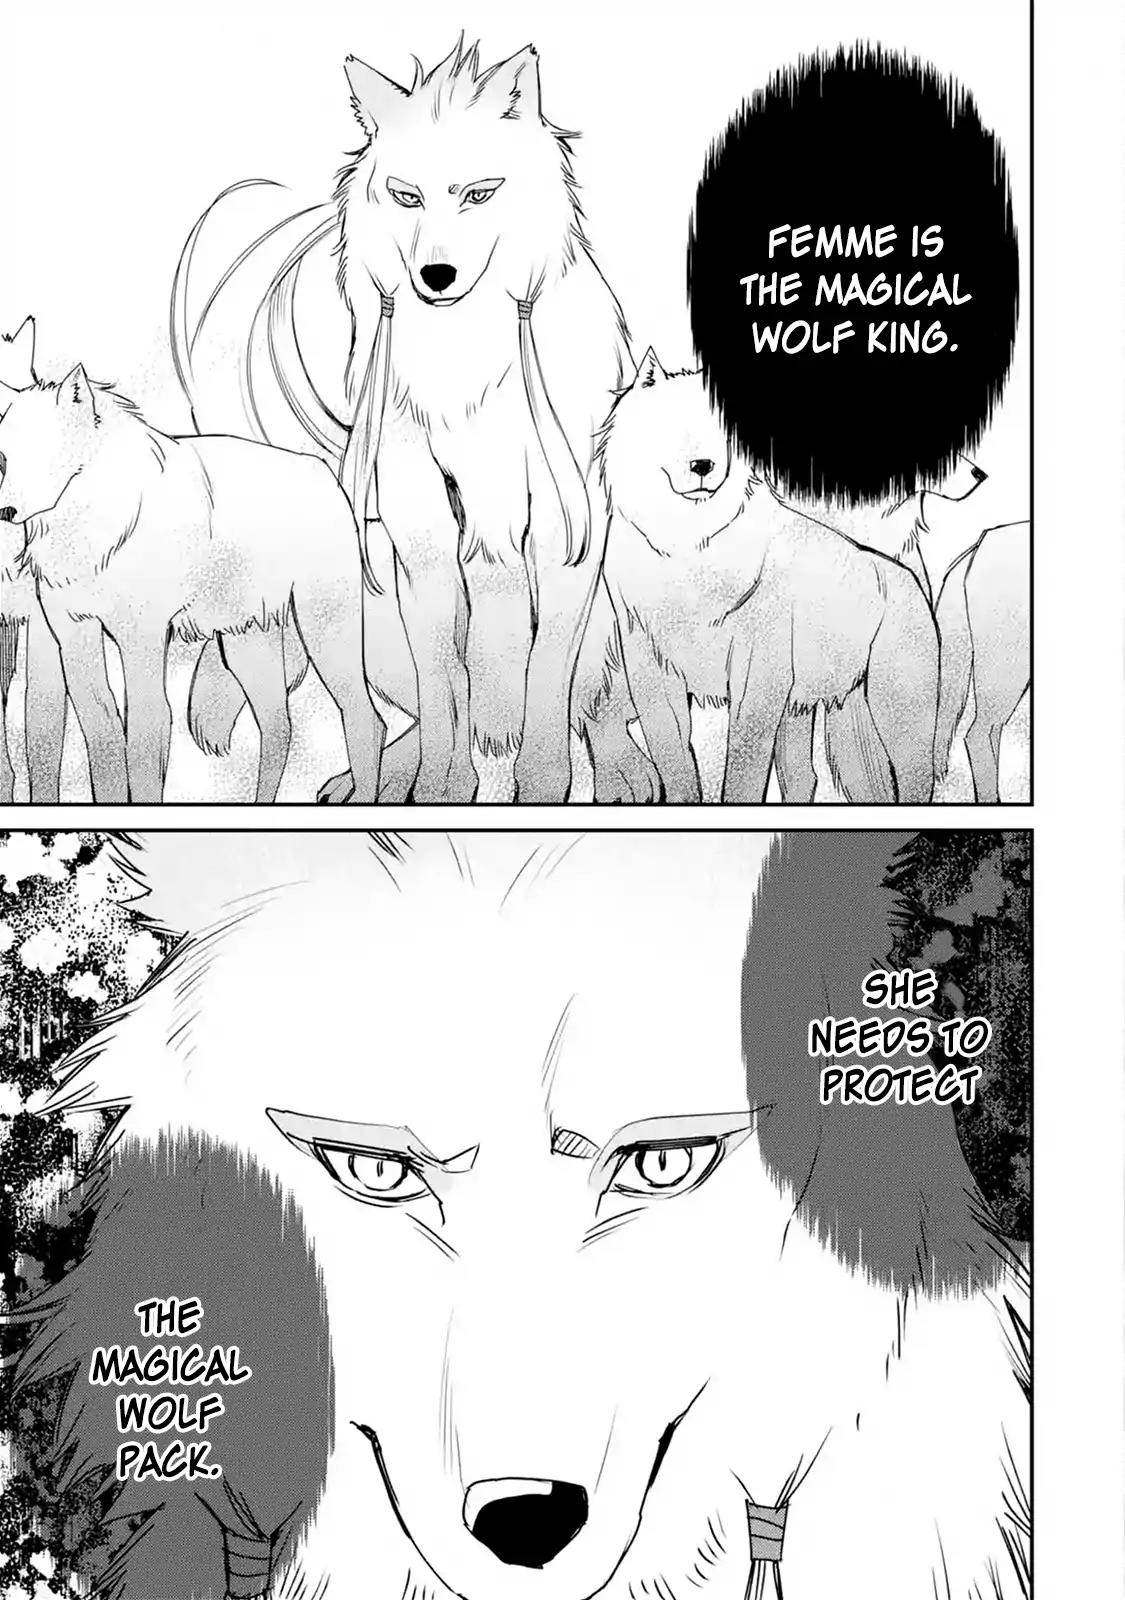 FEMME IS
THE MAGICAL
WOLF KING.
SHE
NEEDS TO
PROTECT
THE
MAGICAL
WOLF
PACK.